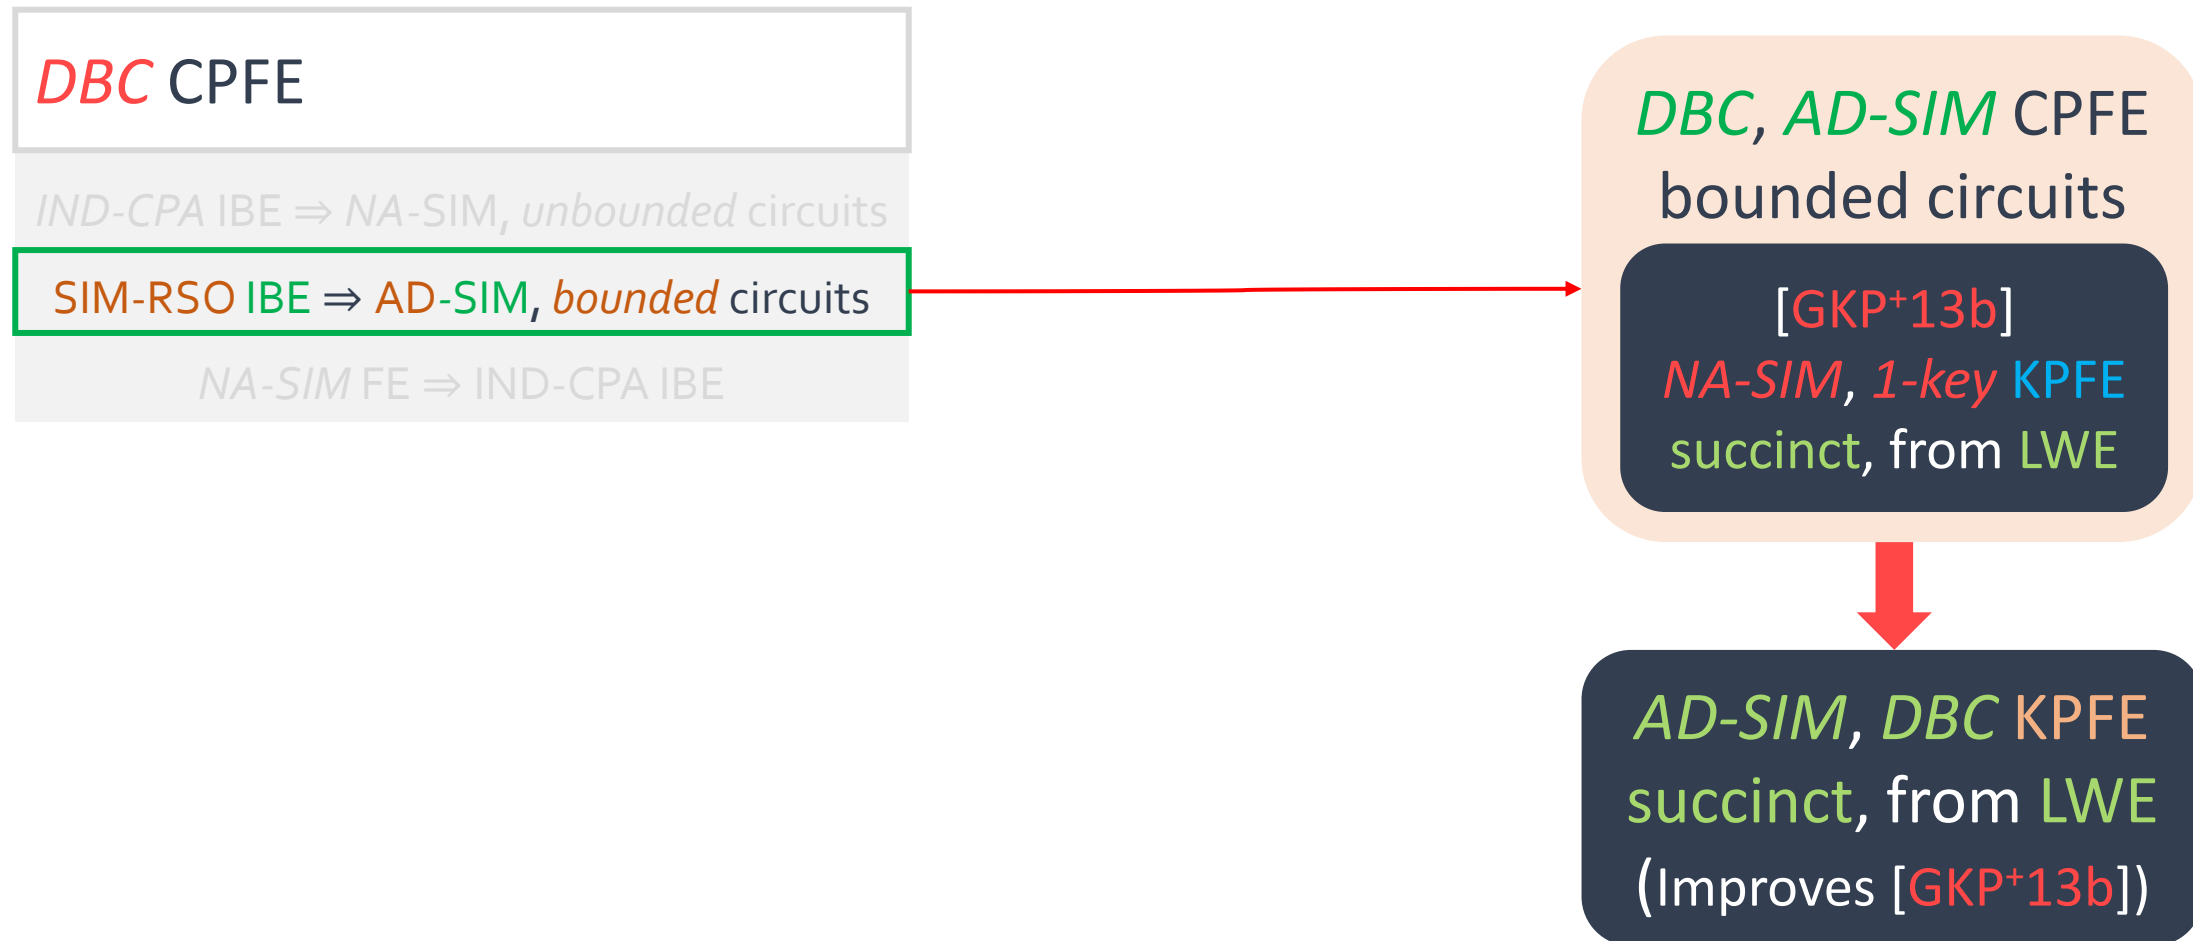 DBC CPFE
IND-CPA IBE ⇒ NA-SIM, unbounded circuits
SIM-RSO IBE ⇒ AD-SIM, bounded circuits
NA-SIM FE ⇒ IND-CPA IBE
DBC, AD-SIM CPFE
bounded circuits
[GKP⁺13b]
NA-SIM, 1-key KPFE
succinct, from LWE
AD-SIM, DBC KPFE
succinct, from LWE
(Improves [GKP⁺13b])